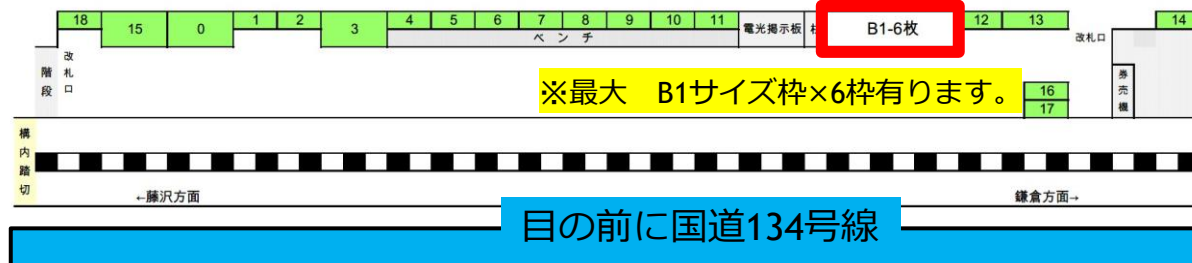 18 15 0 1 2 3 4 5 6 7 8 9 10 11 電光掲示板 B1-6枚 12 13 14
ベンチ
改札口
改札口
階段
※最大　B1サイズ枠×6枠有ります。
16
17
券売機
構内踏切
←藤沢方面
鎌倉方面→
目の前に国道134号線